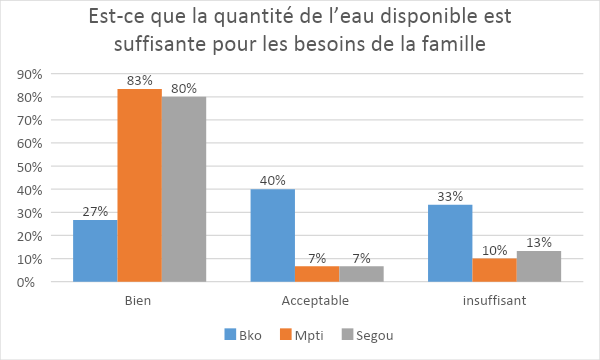 Est-ce que la quantité de l’eau disponible est
suffisante pour les besoins de la famille
90%
80%
70%
60%
50%
40%
30%
20%
10%
0%
27%
83%
80%
40%
7%
7%
33%
10%
13%
Bien
Acceptable
insuffisant
Bko
Mpti
Segou